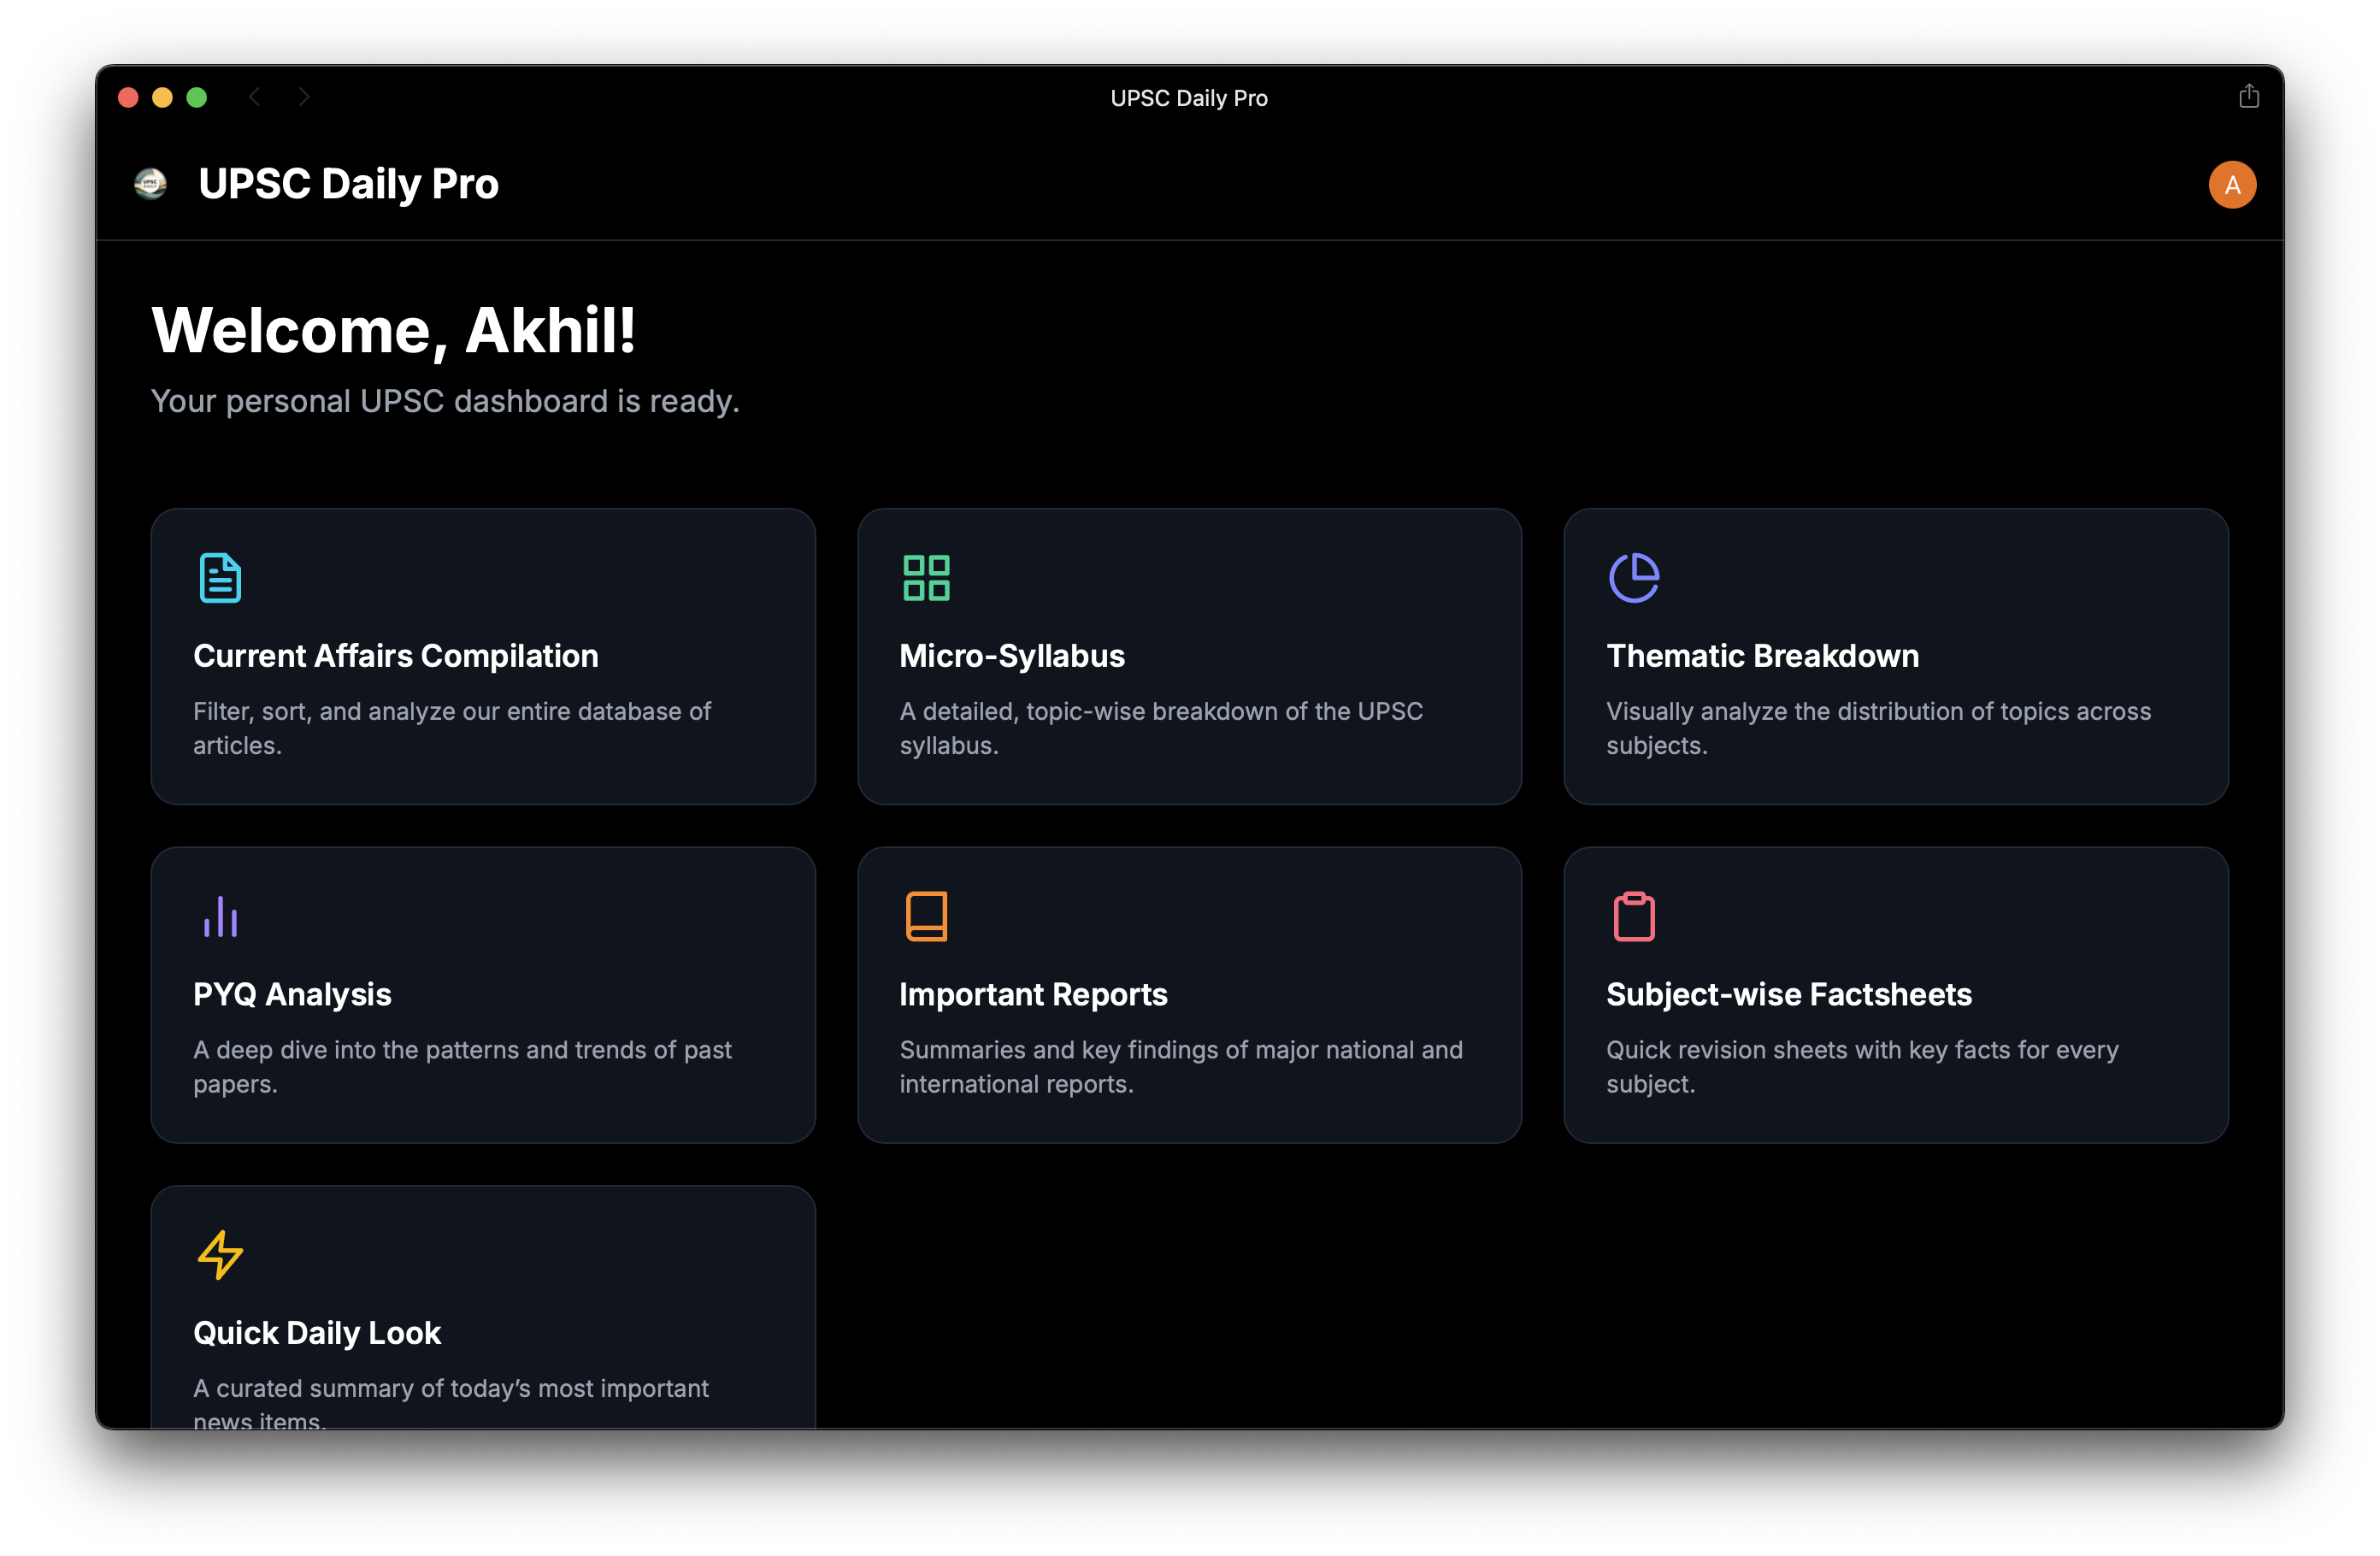 UPSC Daily Pro
UPSC Daily Pro
A
Welcome, Akhil!
Your personal UPSC dashboard is ready.
Current Affairs Compilation
Filter, sort, and analyze our entire database of
articles.
Micro-Syllabus
A detailed, topic-wise breakdown of the UPSC
syllabus.
Thematic Breakdown
Visually analyze the distribution of topics across
subjects.
PYQ Analysis
A deep dive into the patterns and trends of past
papers.
Important Reports
Summaries and key findings of major national and
international reports.
Subject-wise Factsheets
Quick revision sheets with key facts for every
subject.
Quick Daily Look
A curated summary of today’s most important
news items.